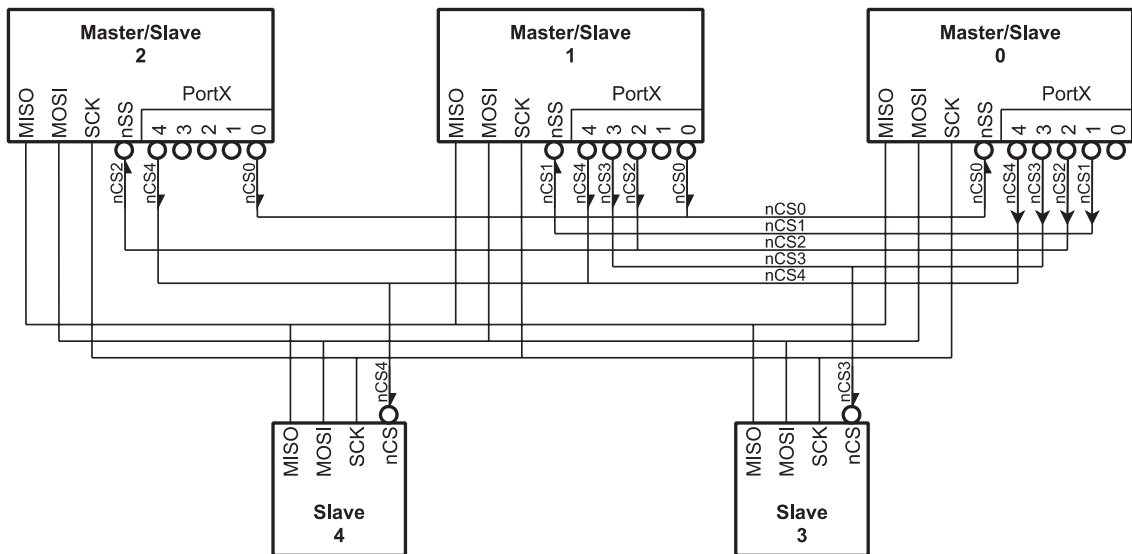 Master/Slave
2
PortX
MISO
MOSI
SCK
nSS
4
3
2
1
0
nCS2
nCS4
nCS0
Master/Slave
1
PortX
MISO
MOSI
SCK
nSS
4
3
2
1
0
nCS1
nCS4
nCS3
nCS2
nCS0
Master/Slave
0
PortX
MISO
MOSI
SCK
nSS
4
3
2
1
0
nCS0
nCS4
nCS3
nCS2
nCS1
nCS0
nCS1
nCS2
nCS3
nCS4
nCS4
MISO
MOSI
SCK
nCS
Slave
4
nCS3
MISO
MOSI
SCK
nCS
Slave
3